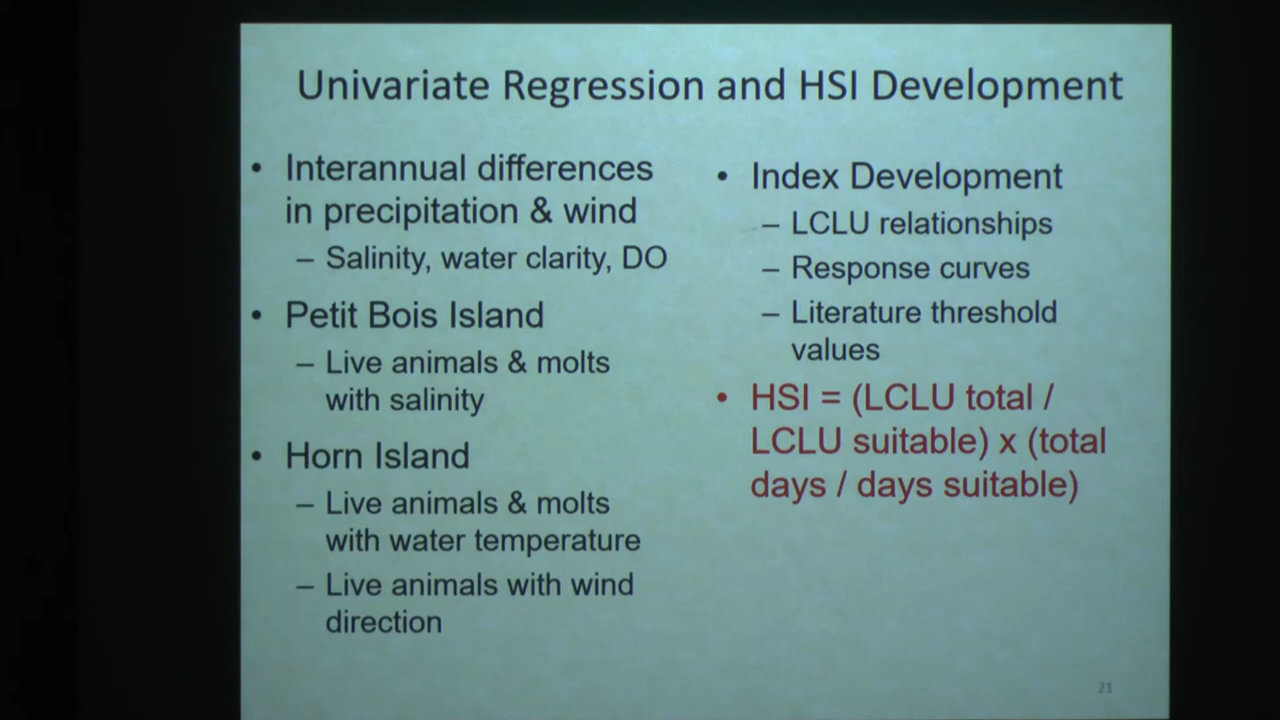 Univariate Regression and HSI Development
• Interannual differences
in precipitation & wind
– Salinity, water clarity, DO
• Petit Bois Island
– Live animals & molts
with salinity
• Horn Island
– Live animals & molts
with water temperature
– Live animals with wind
direction
• Index Development
– LCLU relationships
– Response curves
– Literature threshold
values
• HSI = (LCLU total /
LCLU suitable) x (total
days / days suitable)
21